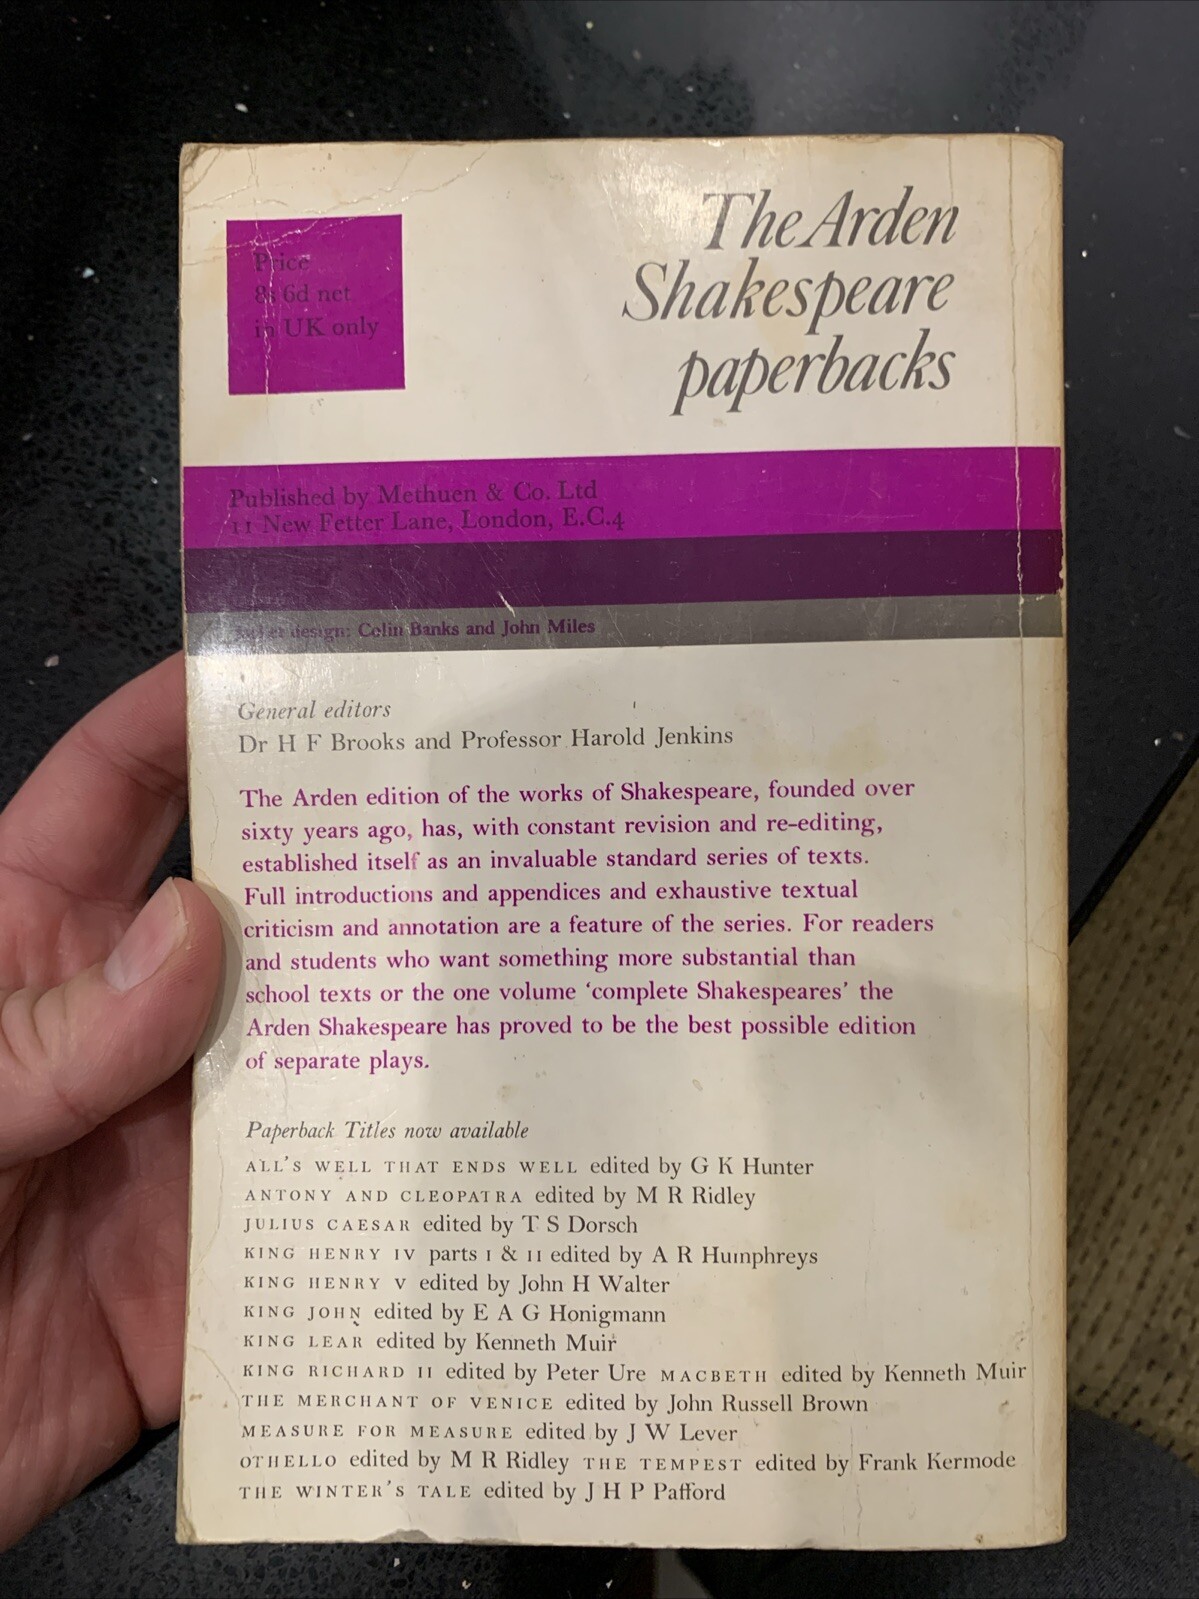 The Arden
Shakespeare
paperbacks
Price
8s 6d net
in UK only
Published by Methuen & Co. Ltd
11 New Fetter Lane, London, E.C.4
design: Colin Banks and John Miles
General editors
Dr H F Brooks and Professor Harold Jenkins
The Arden edition of the works of Shakespeare, founded over
sixty years ago, has, with constant revision and re-editing,
established itself as an invaluable standard series of texts.
Full introductions and appendices and exhaustive textual
criticism and annotation are a feature of the series. For readers
and students who want something more substantial than
school texts or the one volume ‘complete Shakespeares’ the
Arden Shakespeare has proved to be the best possible edition
of separate plays.
Paperback Titles now available
ALL'S WELL THAT ENDS WELL edited by G K Hunter
ANTONY AND CLEOPATRA edited by M R Ridley
JULIUS CAESAR edited by T S Dorsch
KING HENRY IV parts I & II edited by A R Humphreys
KING HENRY V edited by John H Walter
KING JOHN edited by E A G Honigmann
KING LEAR edited by Kenneth Muir
KING RICHARD II edited by Peter Ure MACBETH edited by Kenneth Muir
THE MERCHANT OF VENICE edited by John Russell Brown
MEASURE FOR MEASURE edited by J W Lever
OTHELLO edited by M R Ridley THE TEMPEST edited by Frank Kermode
THE WINTER'S TALE edited by J H P Pafford